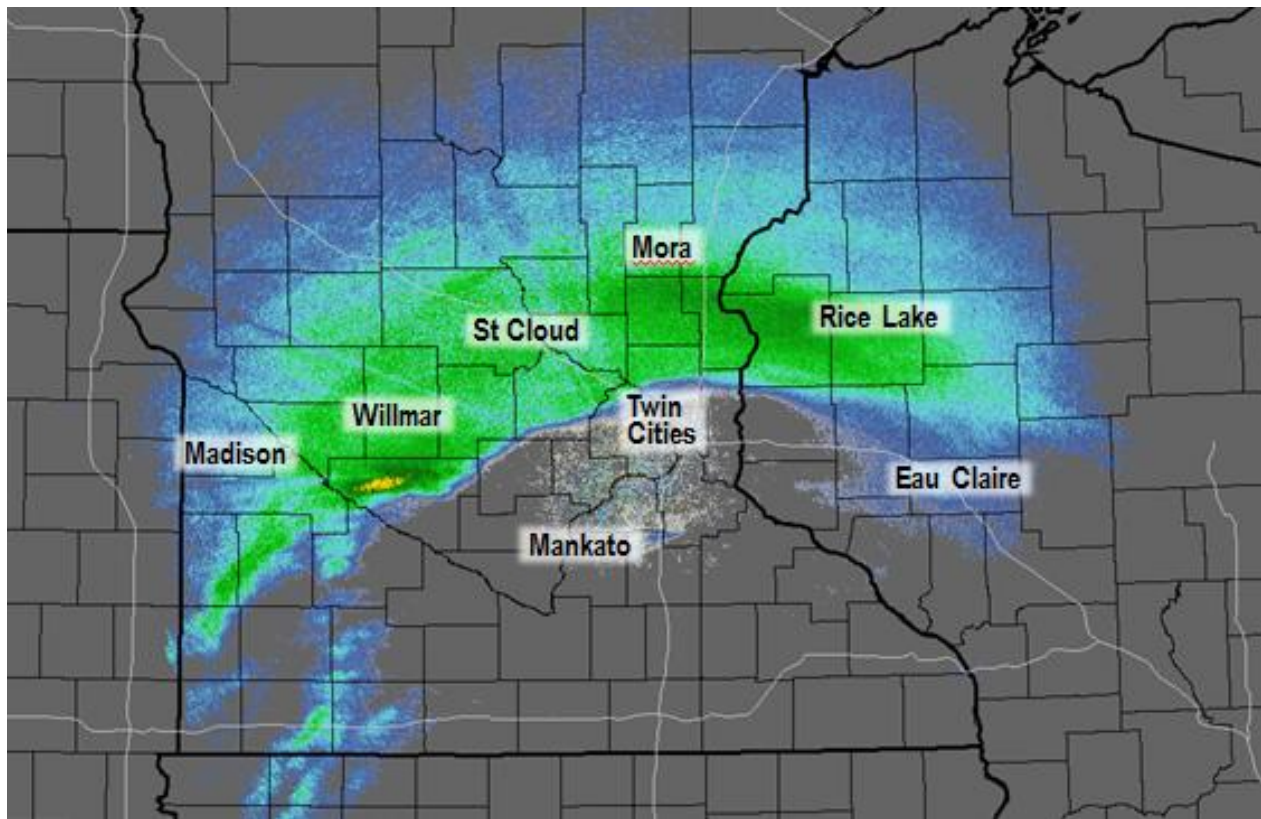 Mora
St Cloud
Rice Lake
Willmar
Twin
Cities
Madison
Eau Claire
Mankato